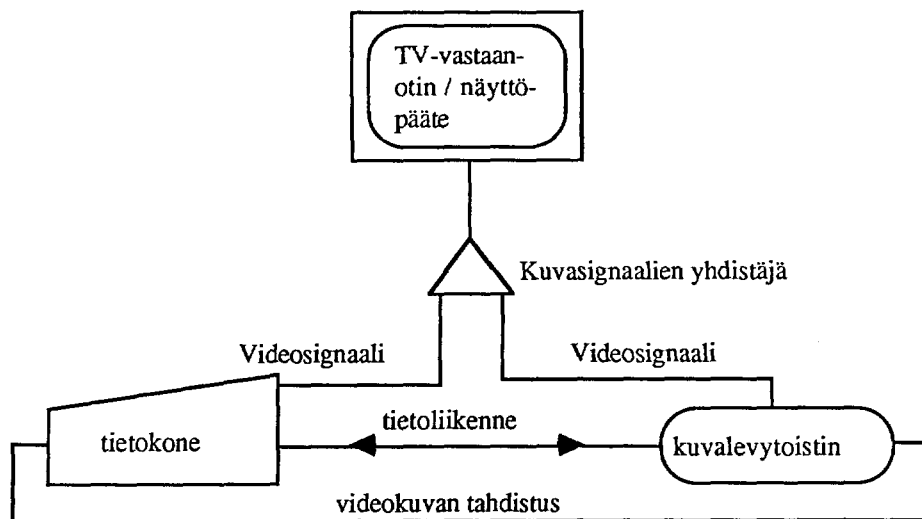 TV-vastaan-
otin / näyttö-
pääte
Kuvasignaalien yhdistäjä
Videosignaali
Videosignaali
tietoliikenne
tietokone
kuvalevytoistin
videokuvan tahdistus